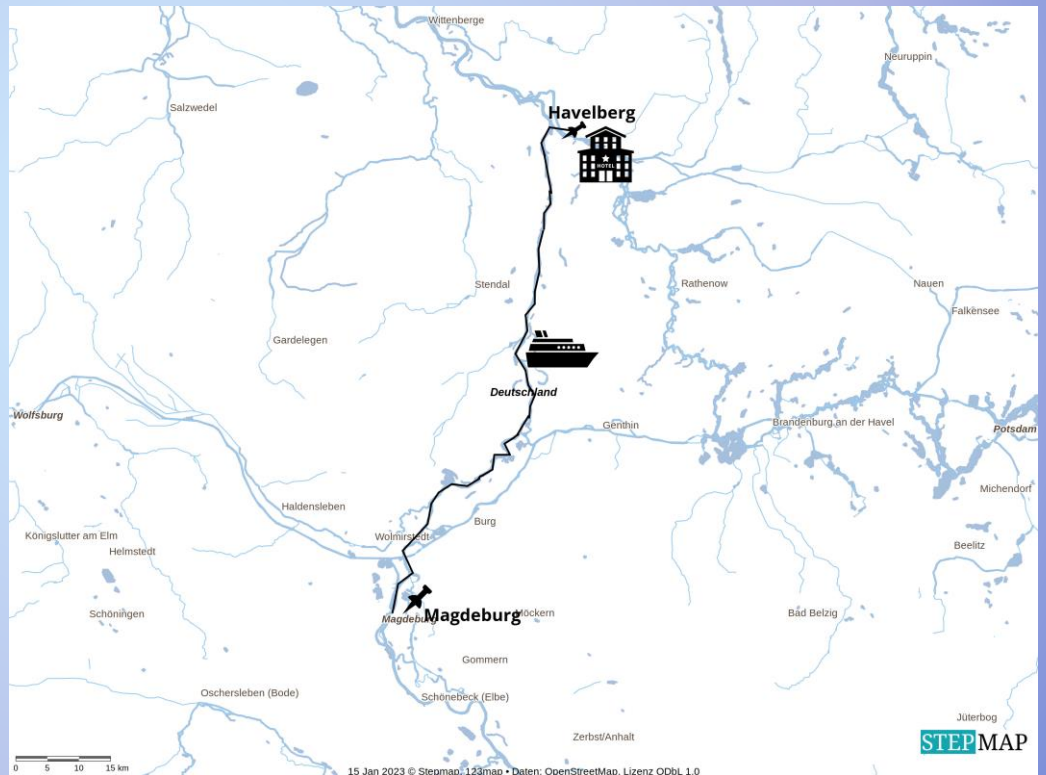 Wittenberge
Neuruppin
Salzwedel
Havelberg
HOTEL
Stendal
Rathenow
Nauen
Falkensee
Gardelegen
Deutschland
Wolfsburg
Genthin
Brandenburg an der Havel
Potsdam
Michendorf
Haldensleben
Burg
Wolmirstedt
Königslutter am Elm
Helmstedt
Beelitz
Schöningen
Magdeburg
Magdeburg
Möckern
Bad Belzig
Gommern
Oschersleben (Bode)
Schönebeck (Elbe)
Jüterbog
Zerbst/Anhalt
STEPMAP
0 5 10 15 km
15 Jan 2023 © Stepmap, 123map • Daten: OpenStreetMap, Lizenz ODbL 1.0